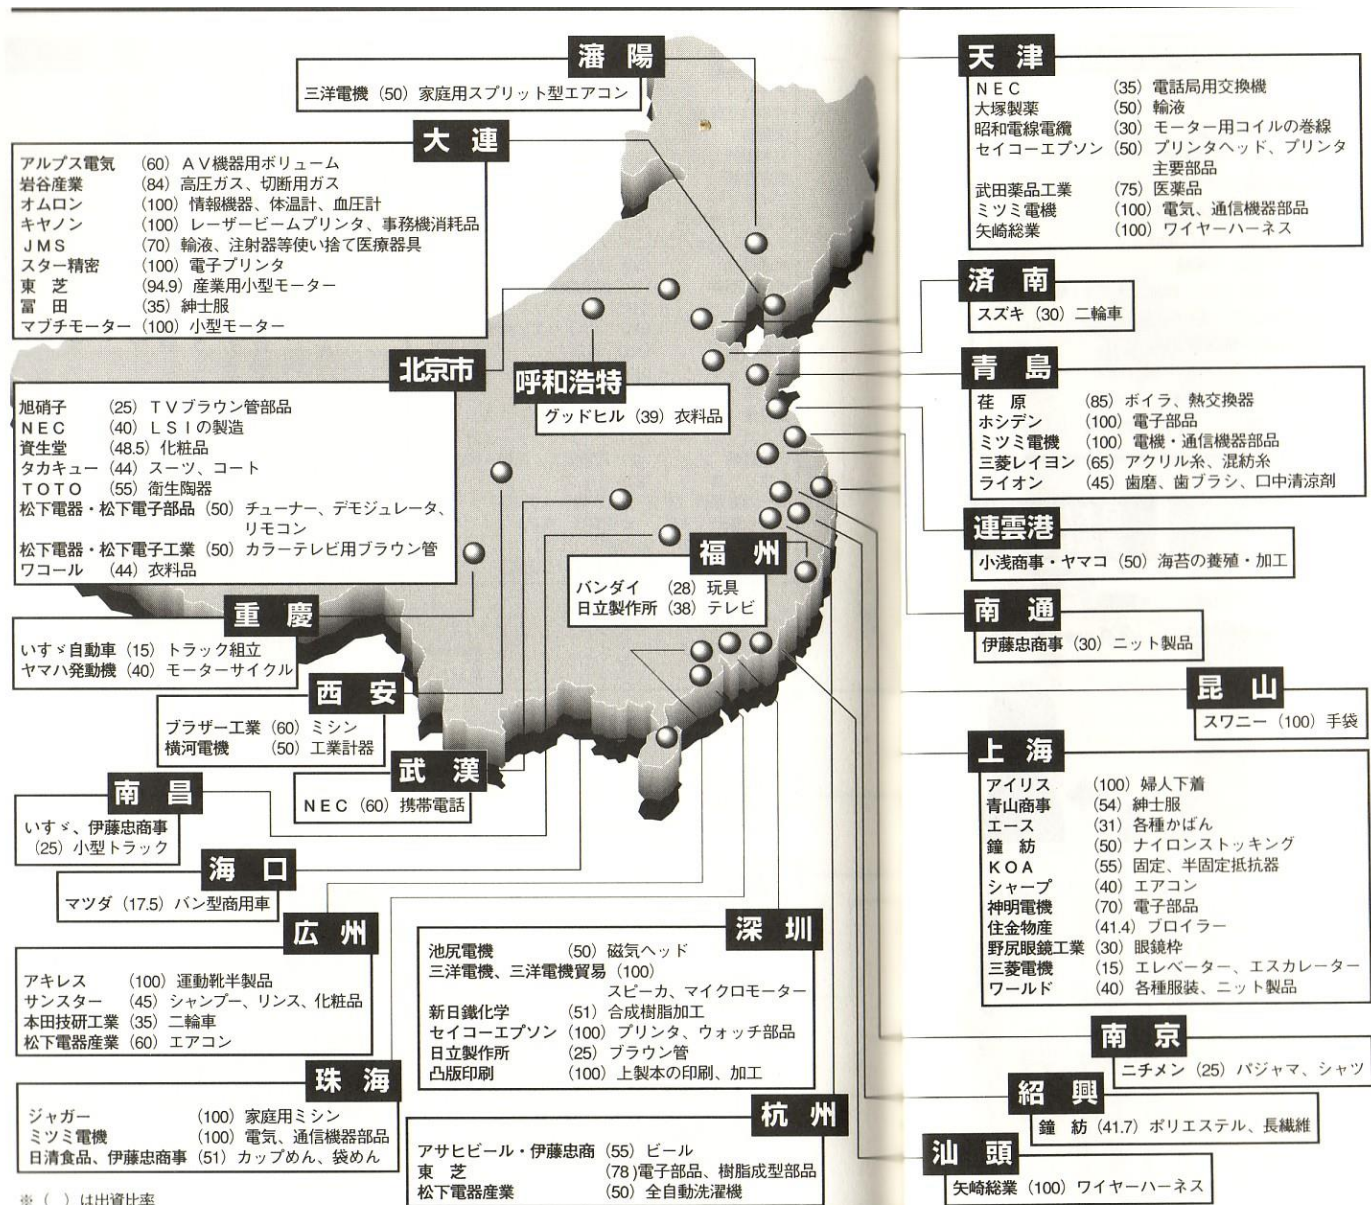 瀋陽
三洋電機 (50) 家庭用スプリット型エアコン
大連
アルプス電気 (60) AV機器用ボリューム
岩谷産業 (84) 高圧ガス、切断用ガス
オムロン (100) 情報機器、体温計、血圧計
キヤノン (100) レーザービームプリンタ、事務機消耗品
JMS (70) 輸液、注射器等使い捨て医療器具
スター精密 (100) 電子プリンタ
東芝 (94.9) 産業用小型モーター
冨田 (35) 紳士服
マブチモーター (100) 小型モーター
北京市
旭硝子 (25) TVブラウン管部品
NEC (40) LSIの製造
資生堂 (48.5) 化粧品
タカキュー (44) スーツ、コート
TOTO (55) 衛生陶器
松下電器・松下電子部品 (50) チューナー、デモジュレータ、
リモコン
松下電器・松下電子工業 (50) カラーテレビ用ブラウン管
ワコール (44) 衣料品
呼和浩特
グッドヒル (39) 衣料品
重慶
いすゞ自動車 (15) トラック組立
ヤマハ発動機 (40) モーターサイクル
西安
ブラザー工業 (60) ミシン
横河電機 (50) 工業計器
武漢
NEC (60) 携帯電話
福州
バンダイ (28) 玩具
日立製作所 (38) テレビ
南昌
いすゞ、伊藤忠商事
(25) 小型トラック
海口
マツダ (17.5) バン型商用車
広州
アキレス (100) 運動靴半製品
サンスター (45) シャンプー、リンス、化粧品
本田技研工業 (35) 二輪車
松下電器産業 (60) エアコン
珠海
ジャガー (100) 家庭用ミシン
ミツミ電機 (100) 電気、通信機器部品
日清食品、伊藤忠商事 (51) カップめん、袋めん
※( )は出資比率
深圳
池尻電機 (50) 磁気ヘッド
三洋電機、三洋電機貿易 (100)
スピーカ、マイクロモーター
新日鐵化学 (51) 合成樹脂加工
セイコーエプソン (100) プリンタ、ウォッチ部品
日立製作所 (25) ブラウン管
凸版印刷 (100) 上製本の印刷、加工
杭州
アサヒビール・伊藤忠商 (55) ビール
東芝 (78)電子部品、樹脂成型部品
松下電器産業 (50) 全自動洗濯機
天津
NEC (35) 電話局用交換機
大塚製薬 (50) 輸液
昭和電線電纜 (30) モーター用コイルの巻線
セイコーエプソン (50) プリンタヘッド、プリンタ
主要部品
武田薬品工業 (75) 医薬品
ミツミ電機 (100) 電気、通信機器部品
矢崎総業 (100) ワイヤーハーネス
済南
スズキ (30) 二輪車
青島
荏原 (85) ボイラ、熱交換器
ホシデン (100) 電子部品
ミツミ電機 (100) 電機・通信機器部品
三菱レイヨン (65) アクリル糸、混紡糸
ライオン (45) 歯磨、歯ブラシ、口中清涼剤
連雲港
小浅商事・ヤマコ (50) 海苔の養殖・加工
南通
伊藤忠商事 (30) ニット製品
昆山
スワニー (100) 手袋
上海
アイリス (100) 婦人下着
青山商事 (54) 紳士服
エース (31) 各種かばん
鐘紡 (50) ナイロンストッキング
KOA (55) 固定、半固定抵抗器
シャープ (40) エアコン
神明電機 (70) 電子部品
住金物産 (41.4) ブロイラー
野尻眼鏡工業 (30) 眼鏡枠
三菱電機 (15) エレベーター、エスカレーター
ワールド (40) 各種服装、ニット製品
南京
ニチメン (25) パジャマ、シャツ
紹興
鐘紡 (41.7) ポリエステル、長繊維
汕頭
矢崎総業 (100) ワイヤーハーネス